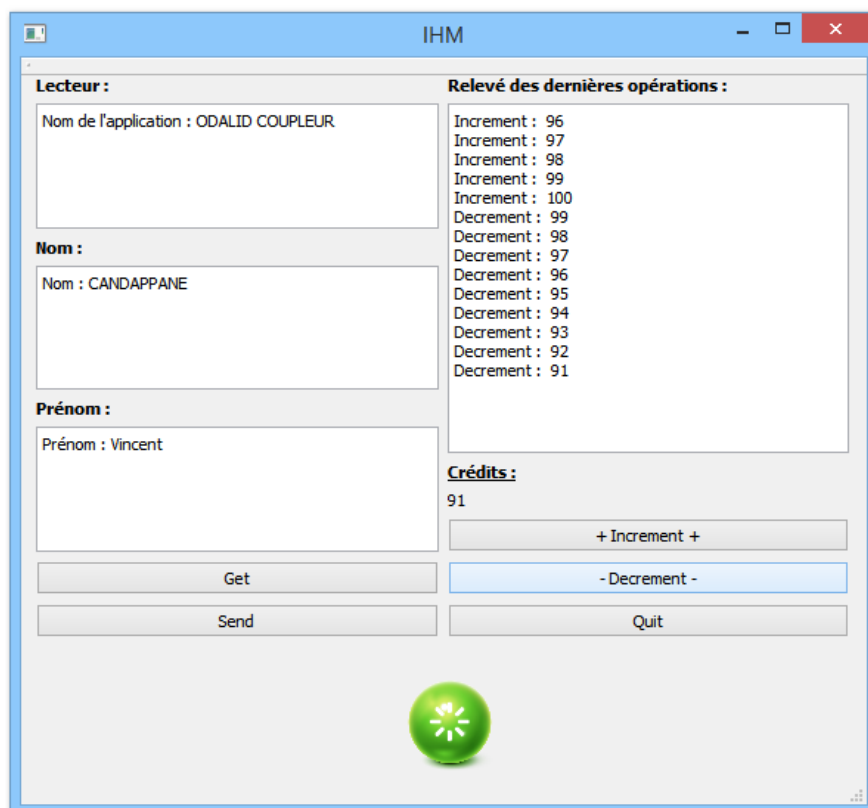 IHM
Lecteur :
Nom de l'application : ODALID COUPLEUR
Nom :
Nom : CANDAPPANE
Prénom :
Prénom : Vincent
Get
Send
Relevé des dernières opérations :
Increment : 96
Increment : 97
Increment : 98
Increment : 99
Increment : 100
Decrement : 99
Decrement : 98
Decrement : 97
Decrement : 96
Decrement : 95
Decrement : 94
Decrement : 93
Decrement : 92
Decrement : 91
Crédits :
91
+ Increment +
- Decrement -
Quit